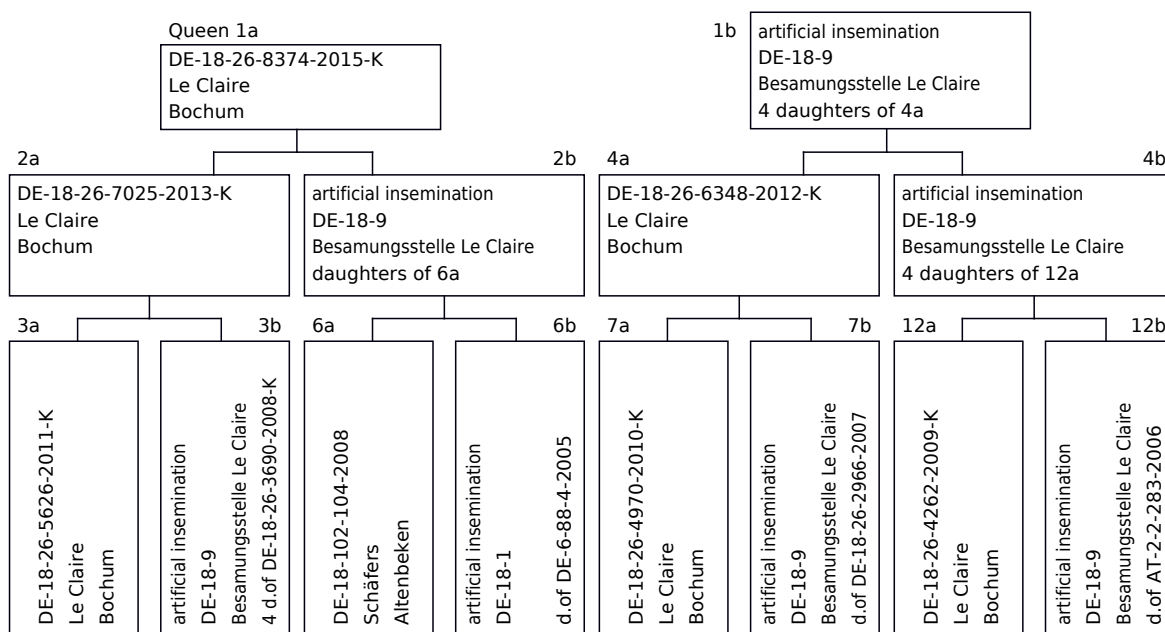 Queen 1a
DE-18-26-8374-2015-K
Le Claire
Bochum
1b
artificial insemination
DE-18-9
Besamungsstelle Le Claire
4 daughters of 4a
2a
DE-18-26-7025-2013-K
Le Claire
Bochum
2b
artificial insemination
DE-18-9
Besamungsstelle Le Claire
daughters of 6a
4a
DE-18-26-6348-2012-K
Le Claire
Bochum
4b
artificial insemination
DE-18-9
Besamungsstelle Le Claire
4 daughters of 12a
3a
DE-18-26-5626-2011-K
Le Claire
Bochum
3b
artificial insemination
DE-18-9
Besamungsstelle Le Claire
4 d.of DE-18-26-3690-2008-K
6a
DE-18-102-104-2008
Schäfers
Altenbeken
6b
artificial insemination
DE-18-1
d.of DE-6-88-4-2005
7a
DE-18-26-4970-2010-K
Le Claire
Bochum
7b
artificial insemination
DE-18-9
Besamungsstelle Le Claire
d.of DE-18-26-2966-2007
12a
DE-18-26-4262-2009-K
Le Claire
Bochum
12b
artificial insemination
DE-18-9
Besamungsstelle Le Claire
d.of AT-2-2-283-2006